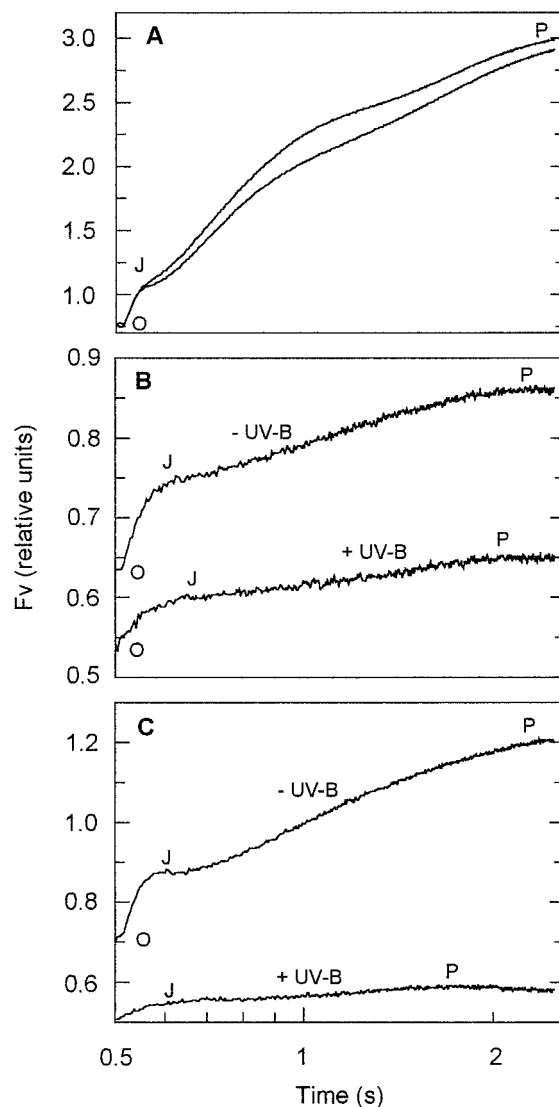 A
P
3.0
2.5
2.0
1.5
J
1.0
O
0.9
B
P
- UV-B
0.8
J
0.7
P
+ UV-B
J
0.6
O
O
0.5
Fv (relative units)
C
P
1.2
- UV-B
1.0
J
0.8
O
0.7
P
+ UV-B
J
0.6
0.5
1
2
Time (s)